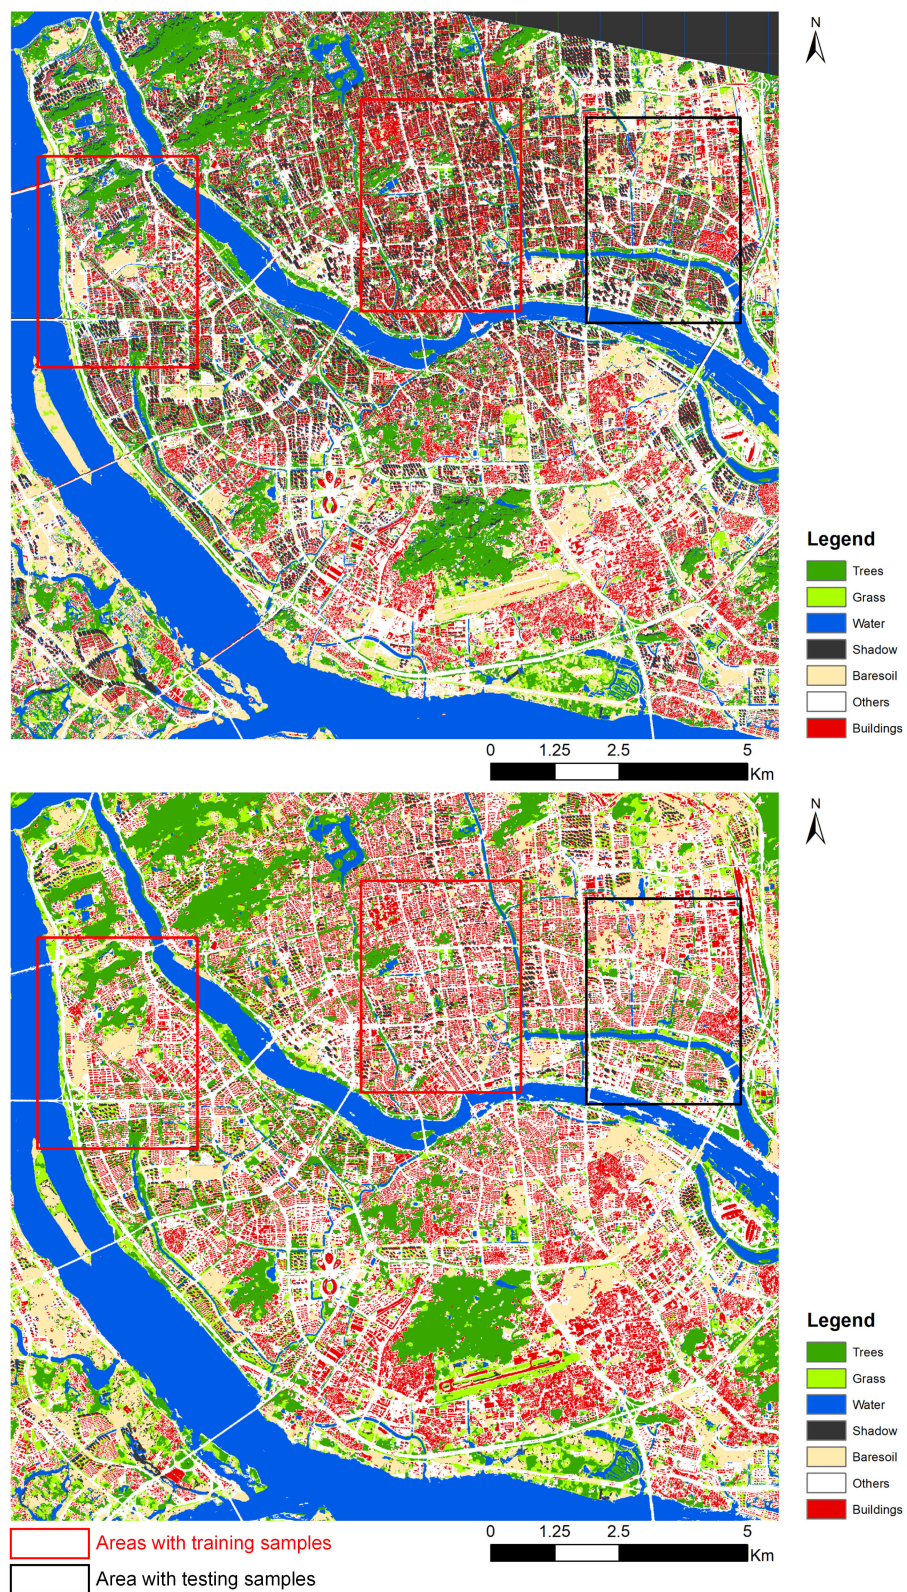 N
Legend
Trees
Grass
Water
Shadow
Baresoil
Others
Buildings
0 1.25 2.5 5
Km
N
Legend
Trees
Grass
Water
Shadow
Baresoil
Others
Buildings
0 1.25 2.5 5
Km
Areas with training samples
Area with testing samples